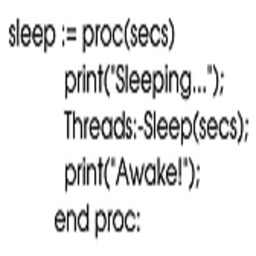 sleep := proc(secs)
print("Sleeping...");
Threads:-Sleep(secs);
print("Awake!");
end proc: